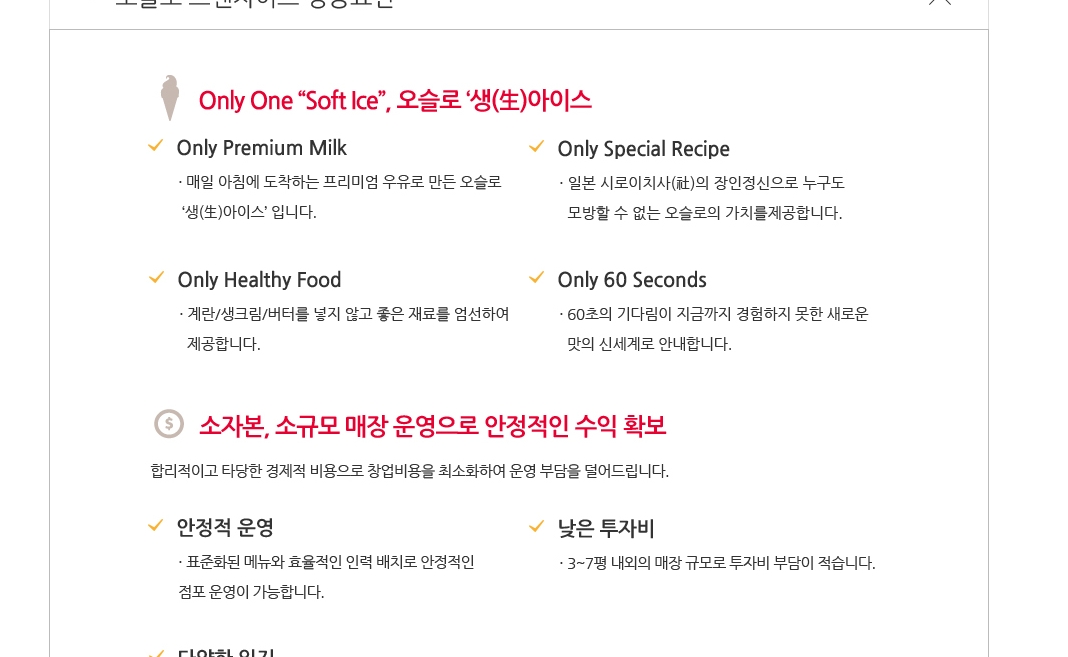 Only One “Soft Ice”, 오슬로 ‘생(生)아이스
Only Premium Milk
· 매일 아침에 도착하는 프리미엄 우유로 만든 오슬로
‘생(生)아이스’ 입니다.
Only Special Recipe
· 일본 시로이치사(社)의 장인정신으로 누구도
모방할 수 없는 오슬로의 가치를제공합니다.
Only Healthy Food
· 계란/생크림/버터를 넣지 않고 좋은 재료를 엄선하여
제공합니다.
Only 60 Seconds
· 60초의 기다림이 지금까지 경험하지 못한 새로운
맛의 신세계로 안내합니다.
소자본, 소규모 매장 운영으로 안정적인 수익 확보
합리적이고 타당한 경제적 비용으로 창업비용을 최소화하여 운영 부담을 덜어드립니다.
안정적 운영
· 표준화된 메뉴와 효율적인 인력 배치로 안정적인
점포 운영이 가능합니다.
낮은 투자비
· 3~7평 내외의 매장 규모로 투자비 부담이 적습니다.